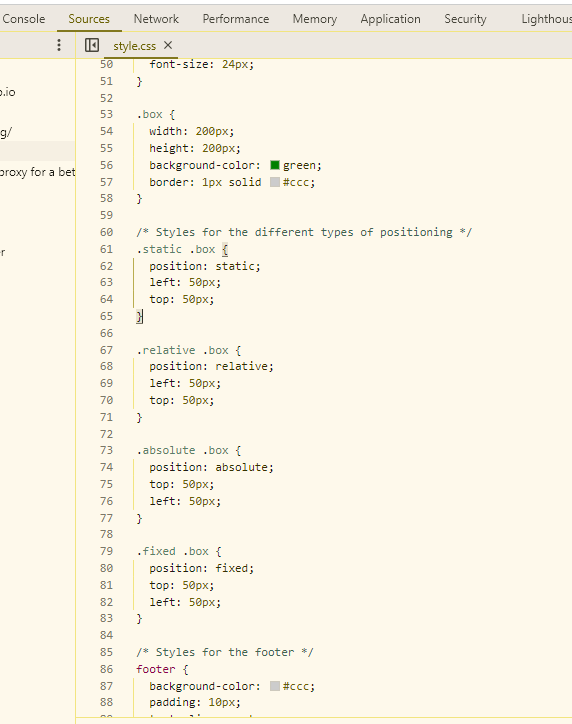 Console Sources Network Performance Memory Application Security Lighthous
style.css
o.io
g/
proxy for a bet
r
50 font-size: 24px;
51 }
52
53 .box {
54 width: 200px;
55 height: 200px;
56 background-color: green;
57 border: 1px solid #ccc;
58 }
59
60 /* Styles for the different types of positioning */
61 .static .box {
62 position: static;
63 left: 50px;
64 top: 50px;
65 }
66
67 .relative .box {
68 position: relative;
69 left: 50px;
70 top: 50px;
71 }
72
73 .absolute .box {
74 position: absolute;
75 top: 50px;
76 left: 50px;
77 }
78
79 .fixed .box {
80 position: fixed;
81 top: 50px;
82 left: 50px;
83 }
84
85 /* Styles for the footer */
86 footer {
87 background-color: #ccc;
88 padding: 10px;